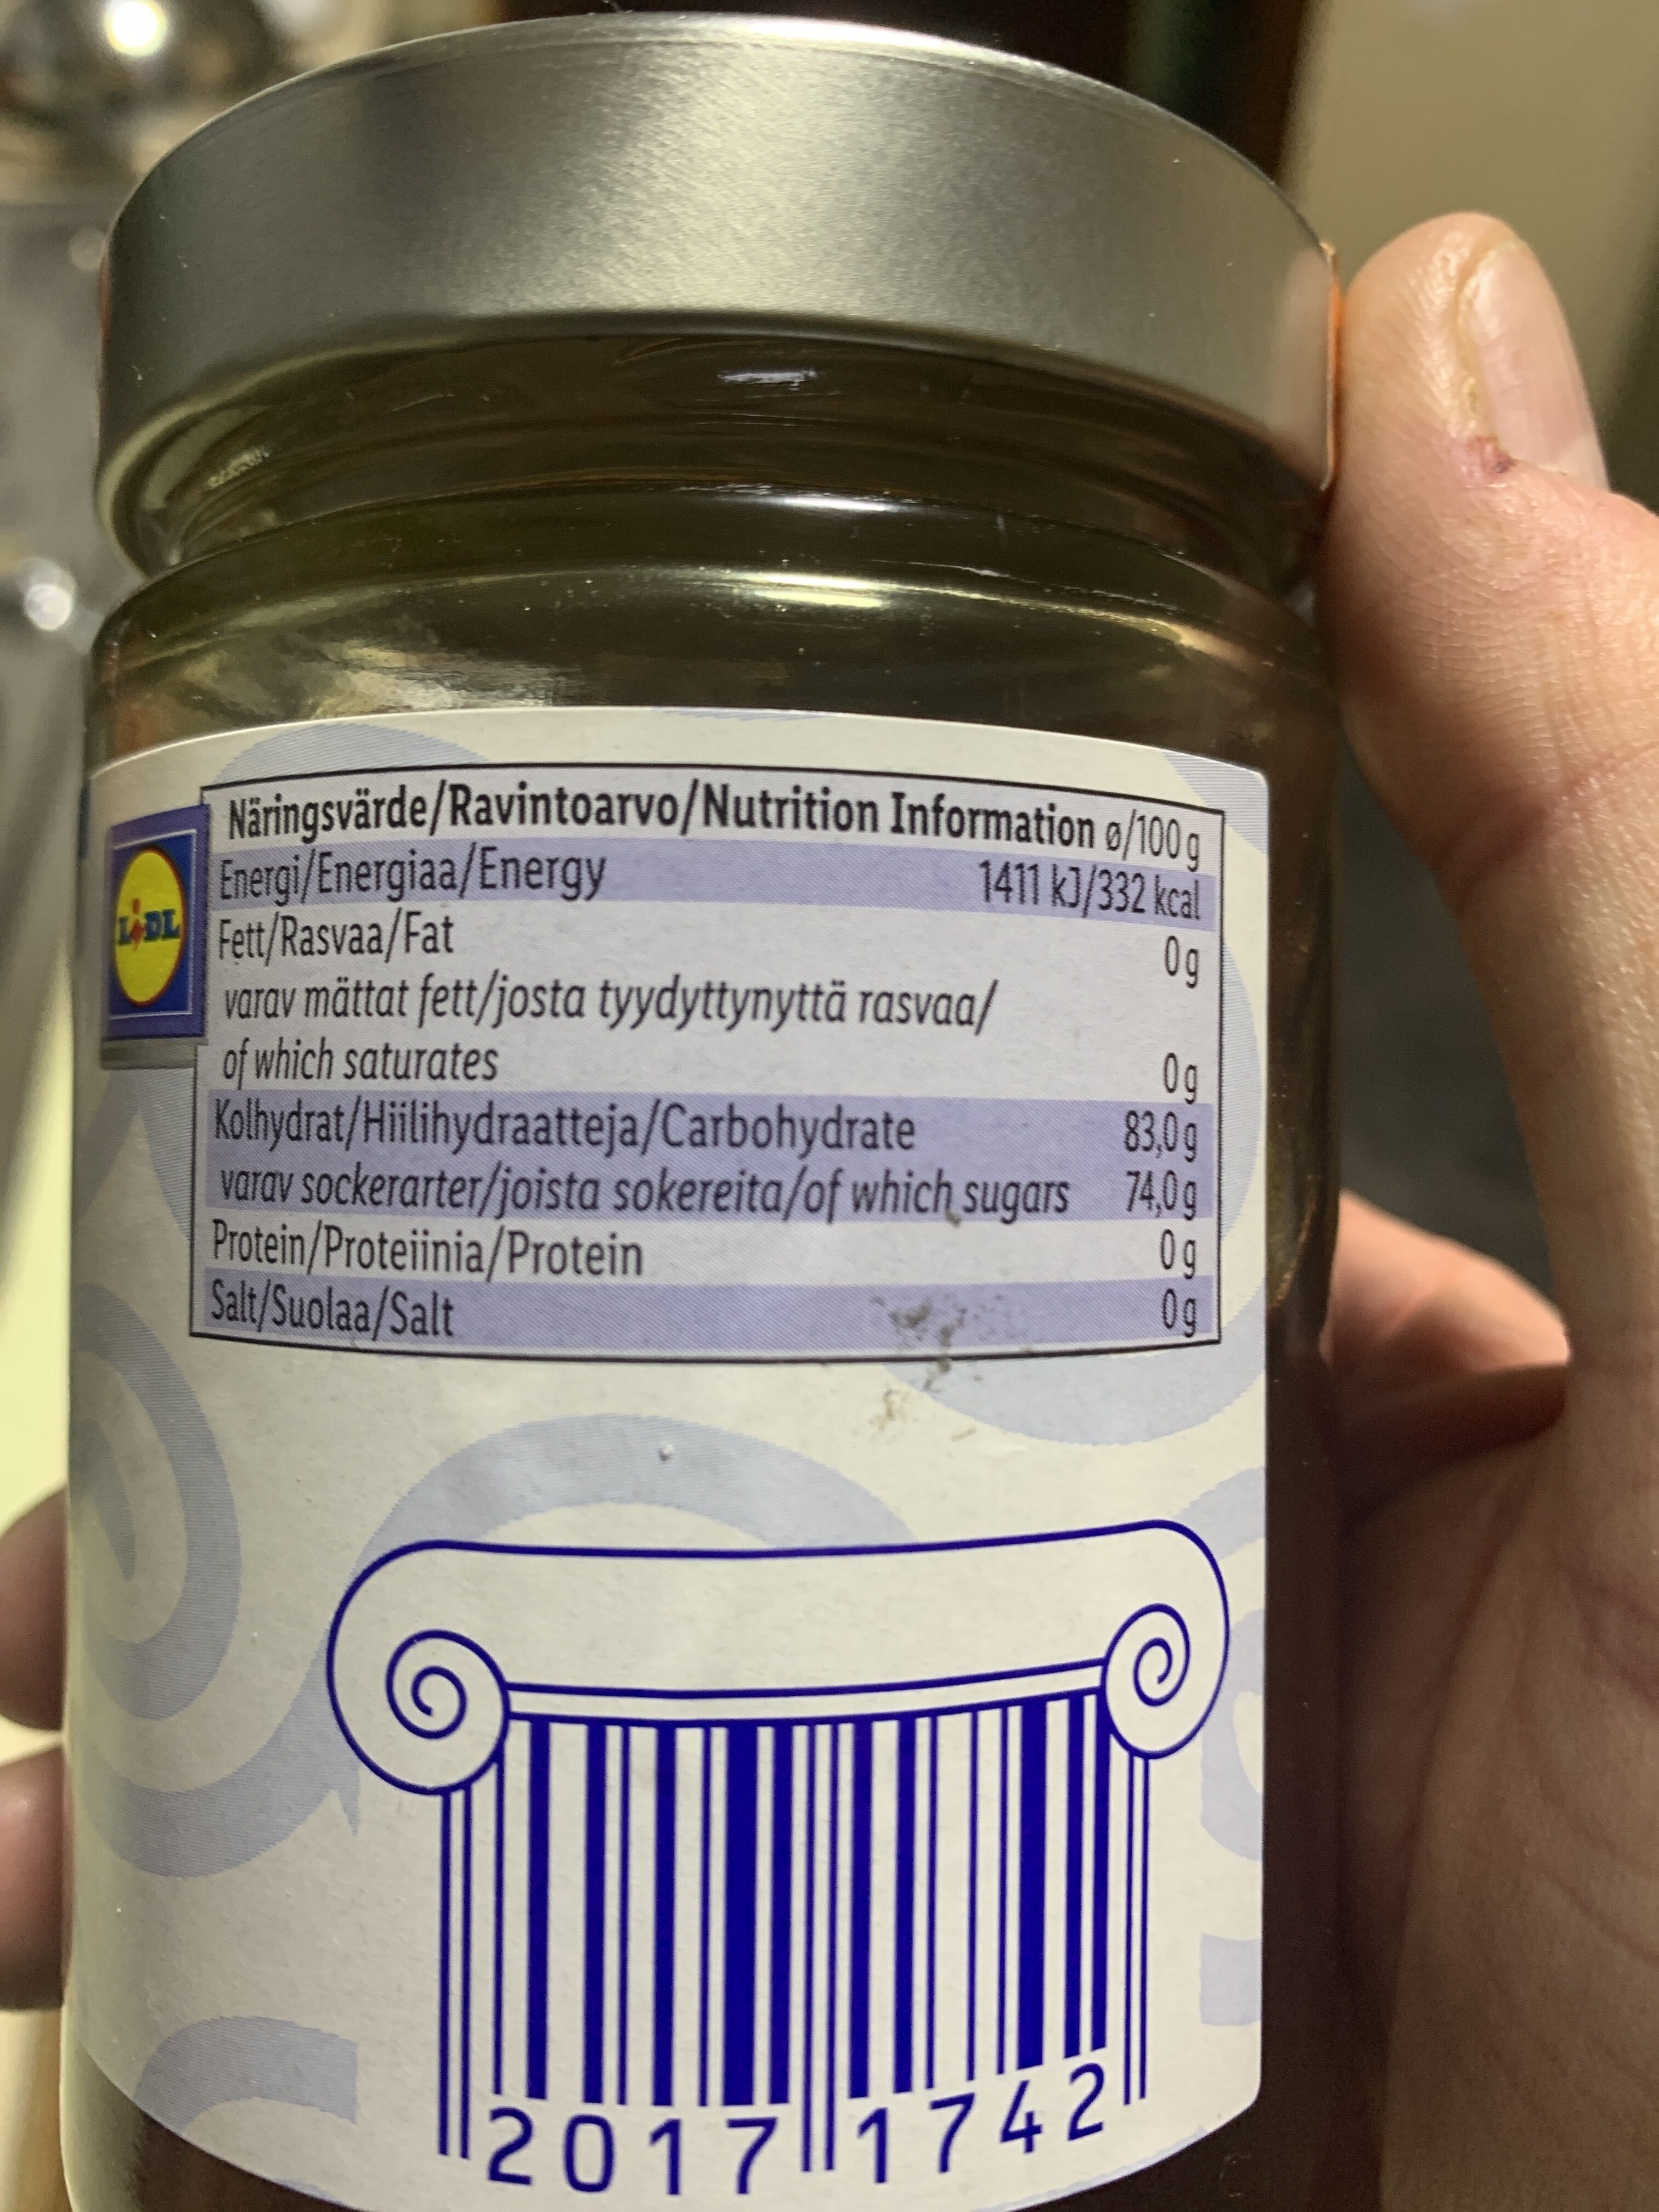 Näringsvärde/Ravintoarvo/Nutrition Information ø/100 g
Energi/Energiaa/Energy 1411 kJ/332 kcal
LIDL
Fett/Rasvaa/Fat 0 g
varav mättat fett/josta tyydyttynyttä rasvaa/
of which saturates 0 g
Kolhydrat/Hiilihydraatteja/Carbohydrate 83,0 g
varav sockerarter/joista sokereita/of which sugars 74,0 g
Protein/Proteiinia/Protein 0 g
Salt/Suolaa/Salt 0 g
2017 1742